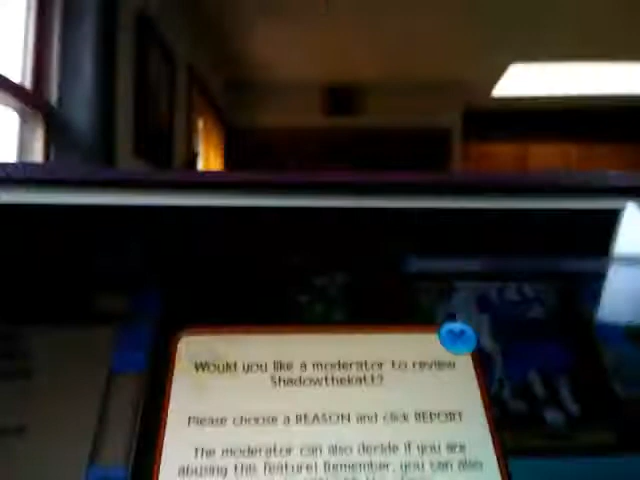 Would you like a moderator to review
Shadowthekat1?
Please choose a REASON and click REPORT
The moderator can also decide if you are
abusing this feature! Remember, you can also